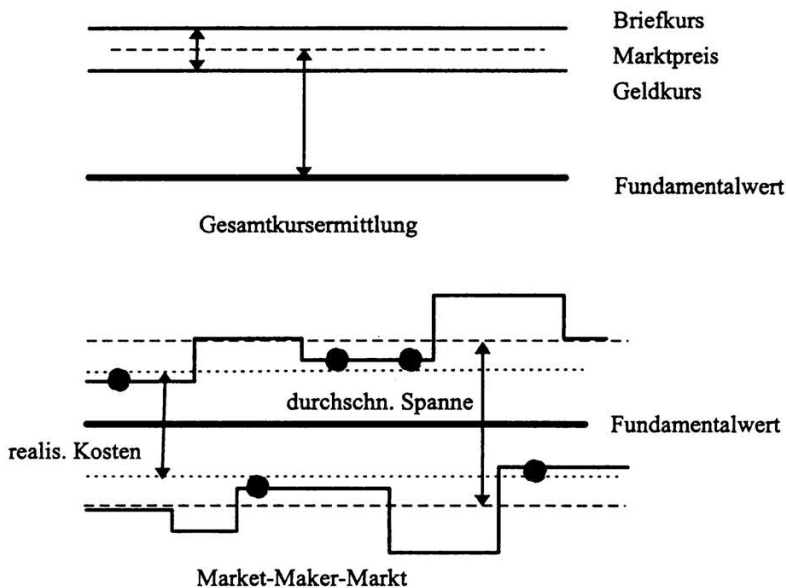 Briefkurs
Marktpreis
Geldkurs
Fundamentalwert
Gesamtkursermittlung
durchschn. Spanne
Fundamentalwert
realis. Kosten
Market-Maker-Markt